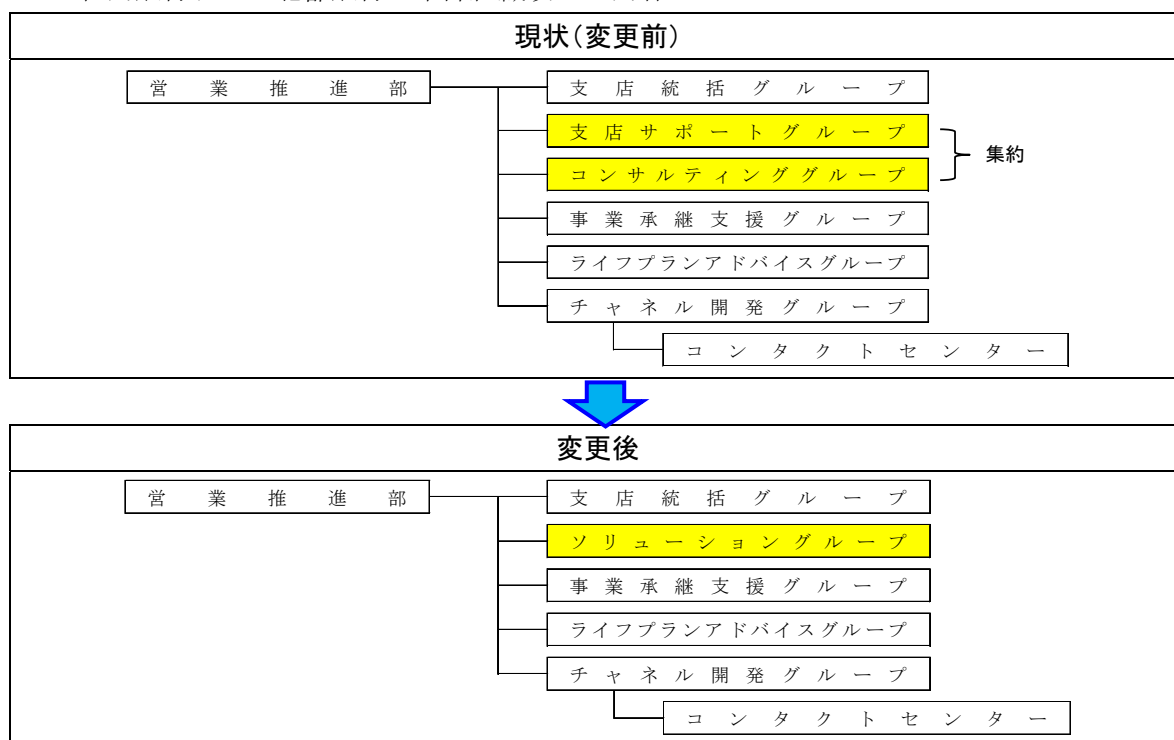 現状（変更前）
営業推進部
支店統括グループ
支店サポートグループ
コンサルティンググループ
集約
事業承継支援グループ
ライフプランアドバイスグループ
チャネル開発グループ
コンタクトセンター
変更後
営業推進部
支店統括グループ
ソリューショングループ
事業承継支援グループ
ライフプランアドバイスグループ
チャネル開発グループ
コンタクトセンター